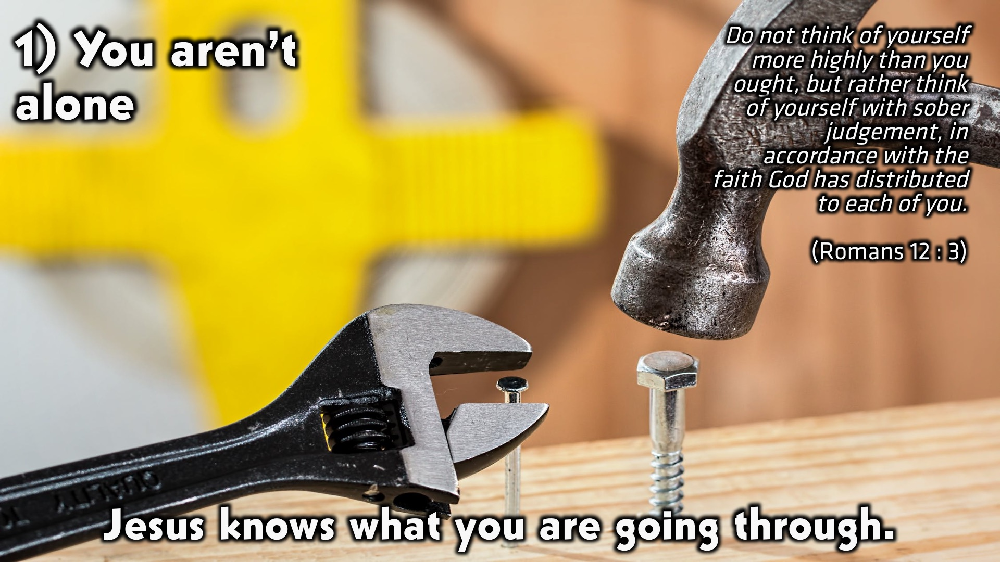 1) You aren’t
alone
Do not think of yourself
more highly than you
ought, but rather think
of yourself with sober
judgement, in
accordance with the
faith God has distributed
to each of you.
(Romans 12 : 3)
QUALITY
Jesus knows what you are going through.